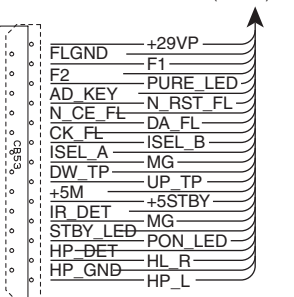 +29VP
FLGND
F1
F2
PURE_LED
AD_KEY
N_RST_FL
N_CE_FL
DA_FL
CK_FL
ISEL_B
ISEL_A
MG
DW_TP
UP_TP
+5M
+5STBY
IR_DET
MG
STBY_LED
PON_LED
HP_DET
HL_R
HP_GND
HP_L
CB53